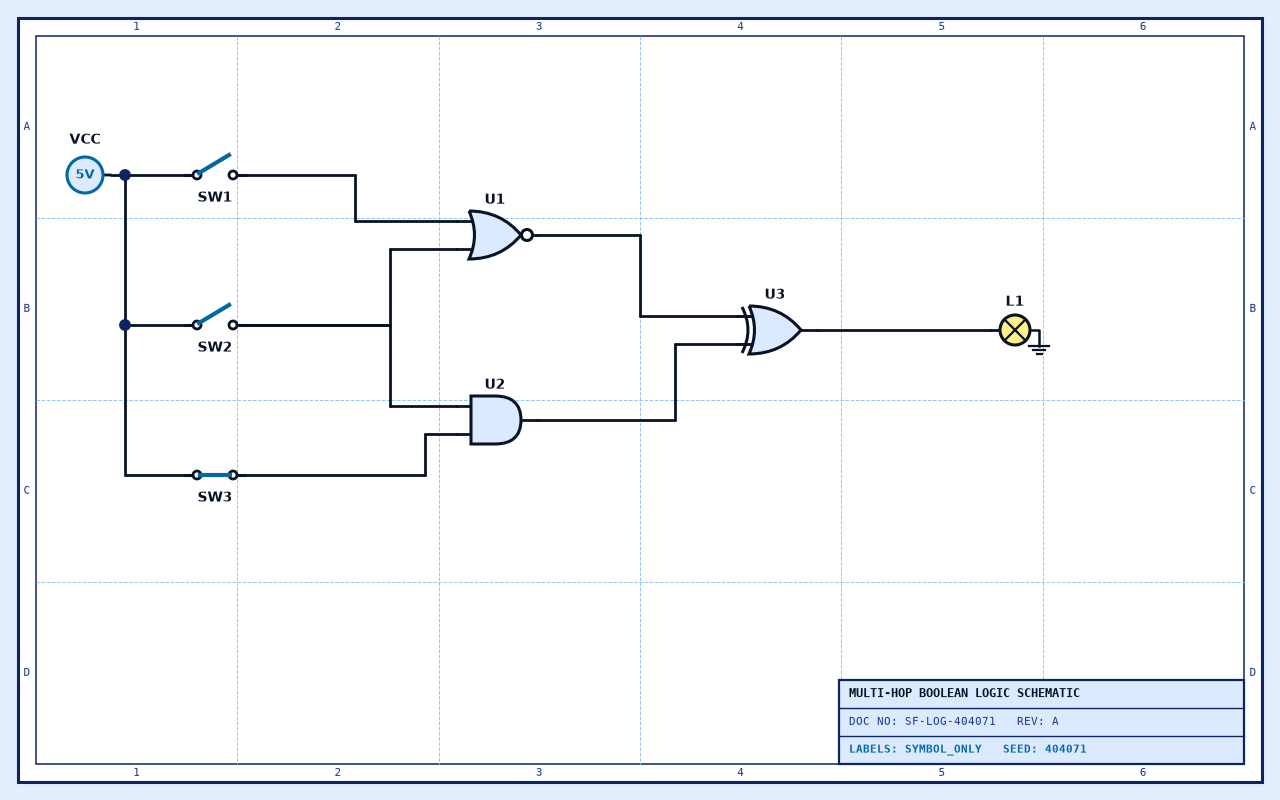 1 2 3 4 5 6
A A
VCC
5V
SW1
U1
B B
U3
L1
SW2
U2
C C
SW3
D D
MULTI-HOP BOOLEAN LOGIC SCHEMATIC
DOC NO: SF-LOG-404071 REV: A
LABELS: SYMBOL_ONLY SEED: 404071
1 2 3 4 5 6